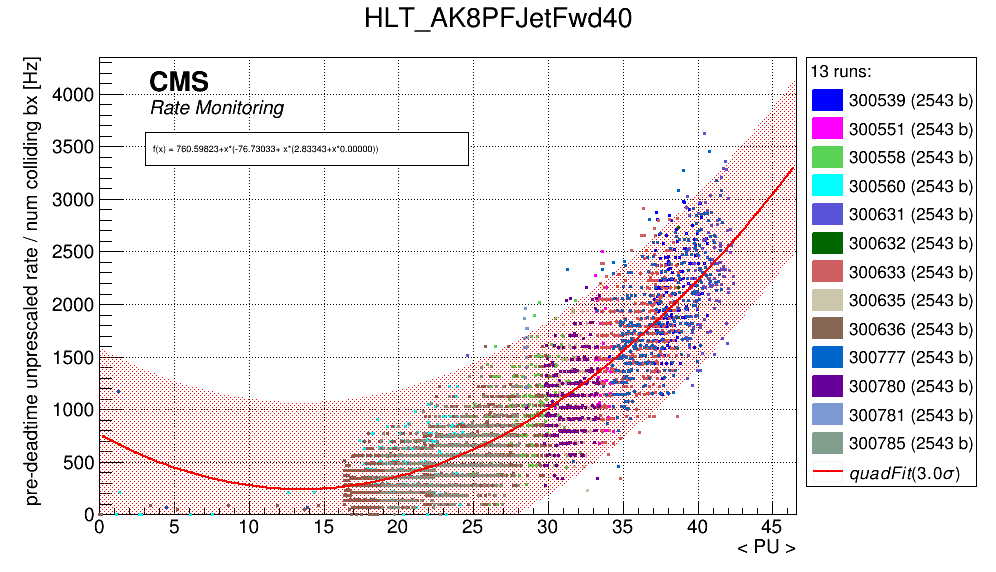 HLT_AK8PFJetFwd40
pre-deadtime unprescaled rate / num colliding bx [Hz]
CMS
Rate Monitoring
f(x) = 760.59823+x*(-76.73033+ x*(2.83343+x*0.00000))
4000
3500
3000
2500
2000
1500
1000
500
0
0 5 10 15 20 25 30 35 40 45
< PU >
13 runs:
300539 (2543 b)
300551 (2543 b)
300558 (2543 b)
300560 (2543 b)
300631 (2543 b)
300632 (2543 b)
300633 (2543 b)
300635 (2543 b)
300636 (2543 b)
300777 (2543 b)
300780 (2543 b)
300781 (2543 b)
300785 (2543 b)
quadFit(3.0σ)